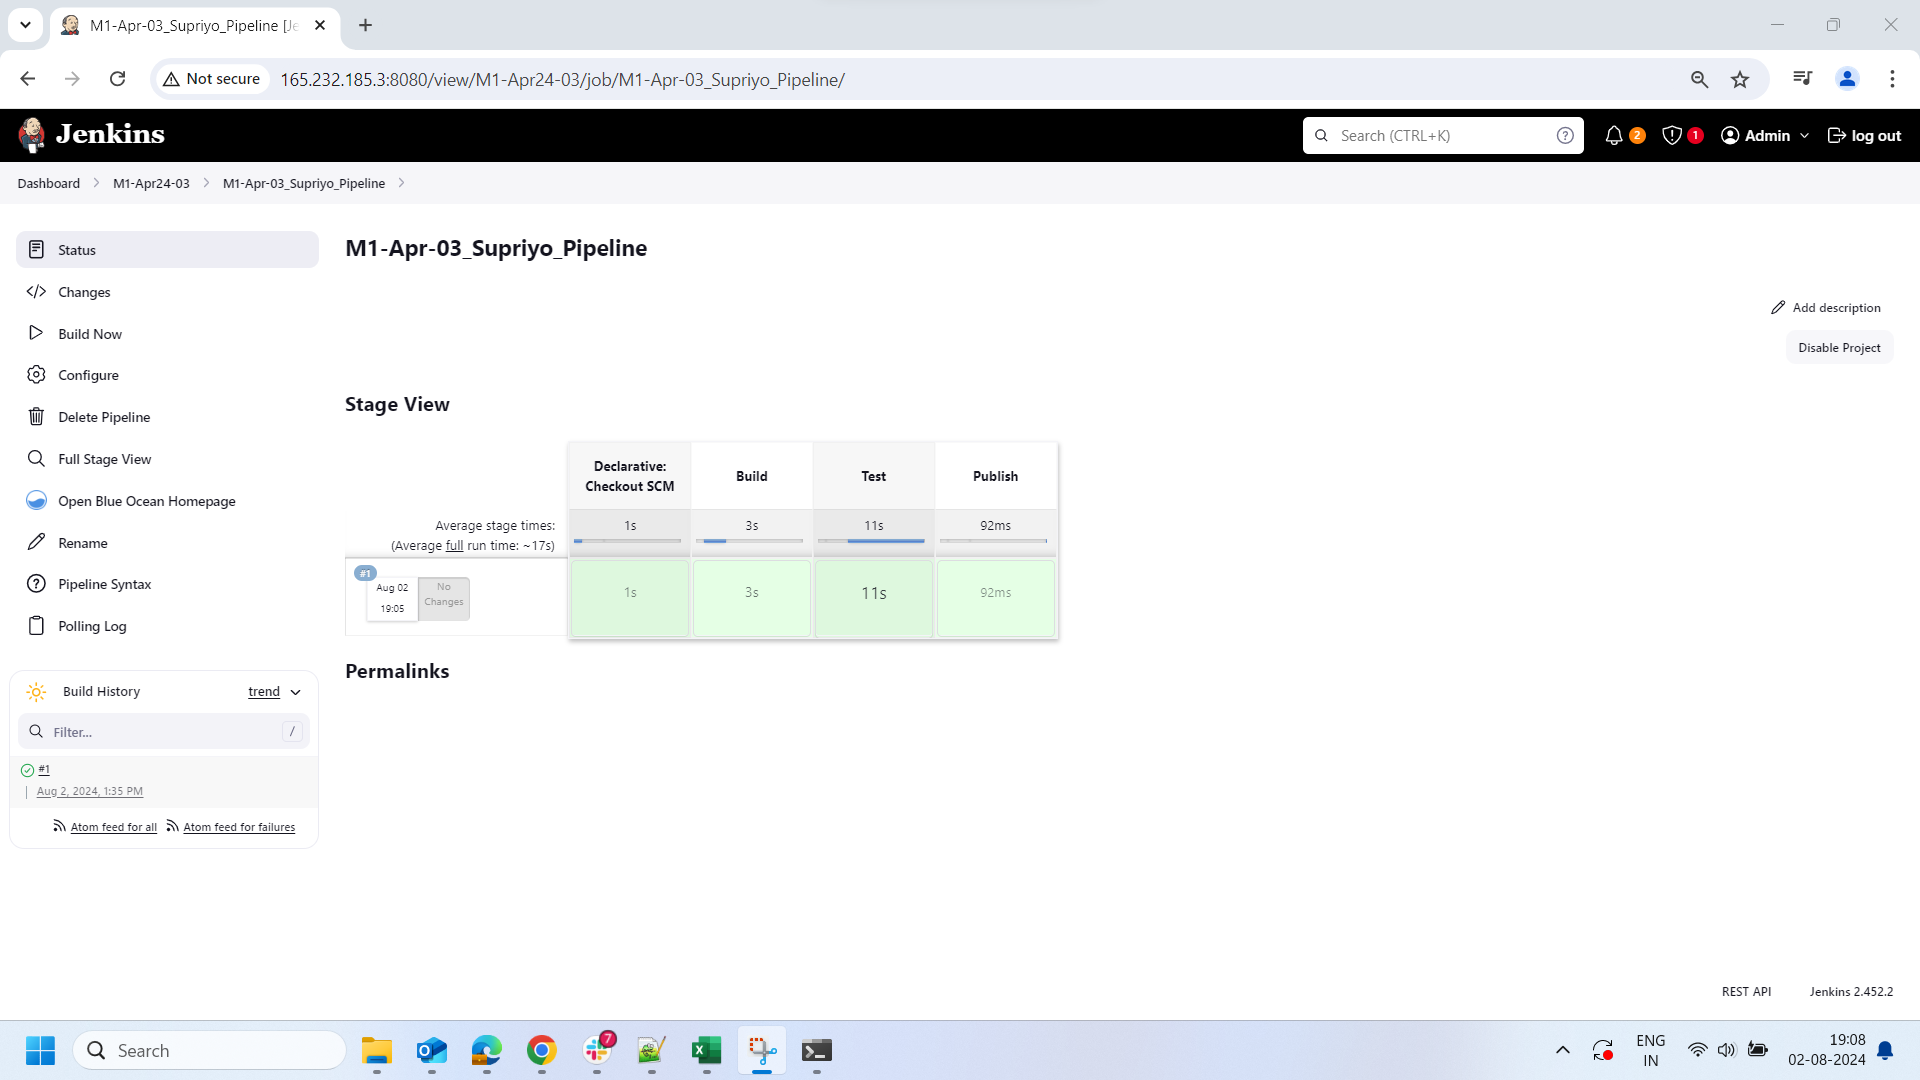 M1-Apr-03_Supriyo_Pipeline [Je
Not secure
165.232.185.3:8080/view/M1-Apr24-03/job/M1-Apr-03_Supriyo_Pipeline/
Jenkins
Search (CTRL+K)
?
2
1
Admin
log out
Dashboard
M1-Apr24-03
M1-Apr-03_Supriyo_Pipeline
Status
Changes
Build Now
Configure
Delete Pipeline
Full Stage View
Open Blue Ocean Homepage
Rename
Pipeline Syntax
Polling Log
Build History
trend
Filter...
/
#1
Aug 2, 2024, 1:35 PM
Atom feed for all
Atom feed for failures
M1-Apr-03_Supriyo_Pipeline
Add description
Disable Project
Stage View
Declarative:
Checkout SCM
Build
Test
Publish
Average stage times:
(Average full run time: ~17s)
1s
3s
11s
92ms
#1
Aug 02
19:05
No
Changes
1s
3s
11s
92ms
Permalinks
REST API
Jenkins 2.452.2
Search
7
ENG
IN
19:08
02-08-2024